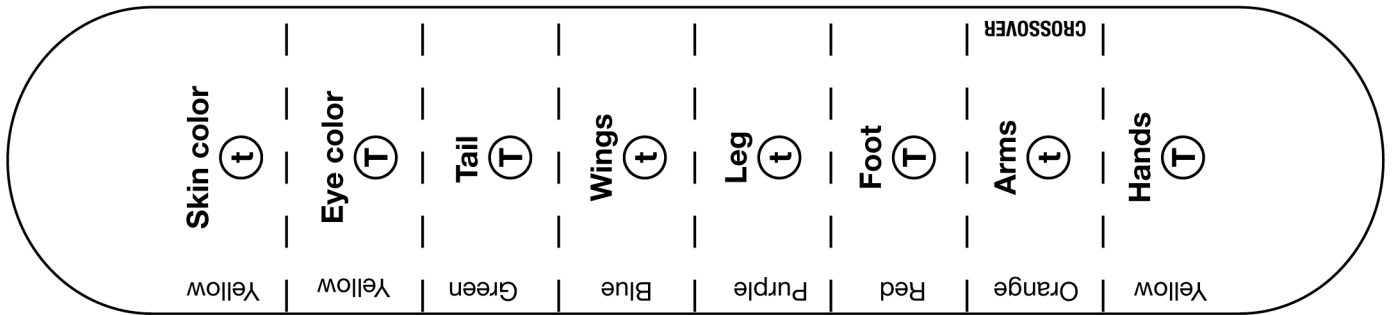 Skin color
t
Yellow
Eye color
T
Yellow
Tail
T
Green
Wings
t
Blue
Leg
t
Purple
Foot
T
Red
CROSSOVER
Arms
t
Orange
Hands
T
Yellow